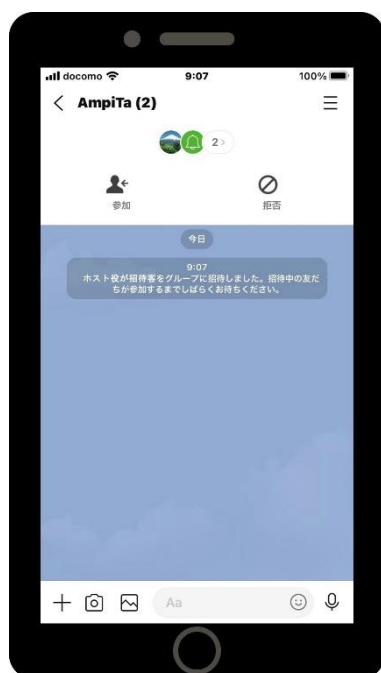 docomo 9:07 100%
AmpiTa (2)
2
参加 拒否
今日
9:07
ホスト役が招待客をグループに招待しました。招待中の友だ
ちが参加するまでしばらくお待ちください。
Aa